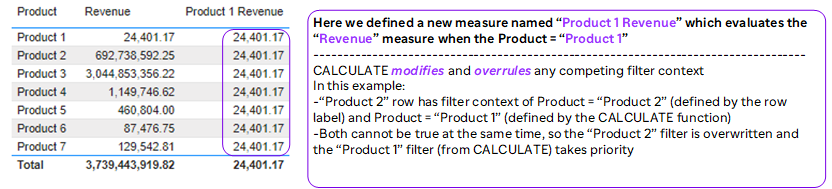 Product Revenue Product 1 Revenue
Product 1 24,401.17 24,401.17
Product 2 692,738,592.25 24,401.17
Product 3 3,044,853,356.22 24,401.17
Product 4 1,149,746.62 24,401.17
Product 5 460,804.00 24,401.17
Product 6 87,476.75 24,401.17
Product 7 129,542.81 24,401.17
Total 3,739,443,919.82 24,401.17
Here we defined a new measure named “Product 1 Revenue” which evaluates the
“Revenue” measure when the Product = “Product 1”
--------------------------------------------------------------------------------
CALCULATE modifies and overrules any competing filter context
In this example:
-“Product 2” row has filter context of Product = “Product 2” (defined by the row
label) and Product = “Product 1” (defined by the CALCULATE function)
-Both cannot be true at the same time, so the “Product 2” filter is overwritten and
the “Product 1” filter (from CALCULATE) takes priority